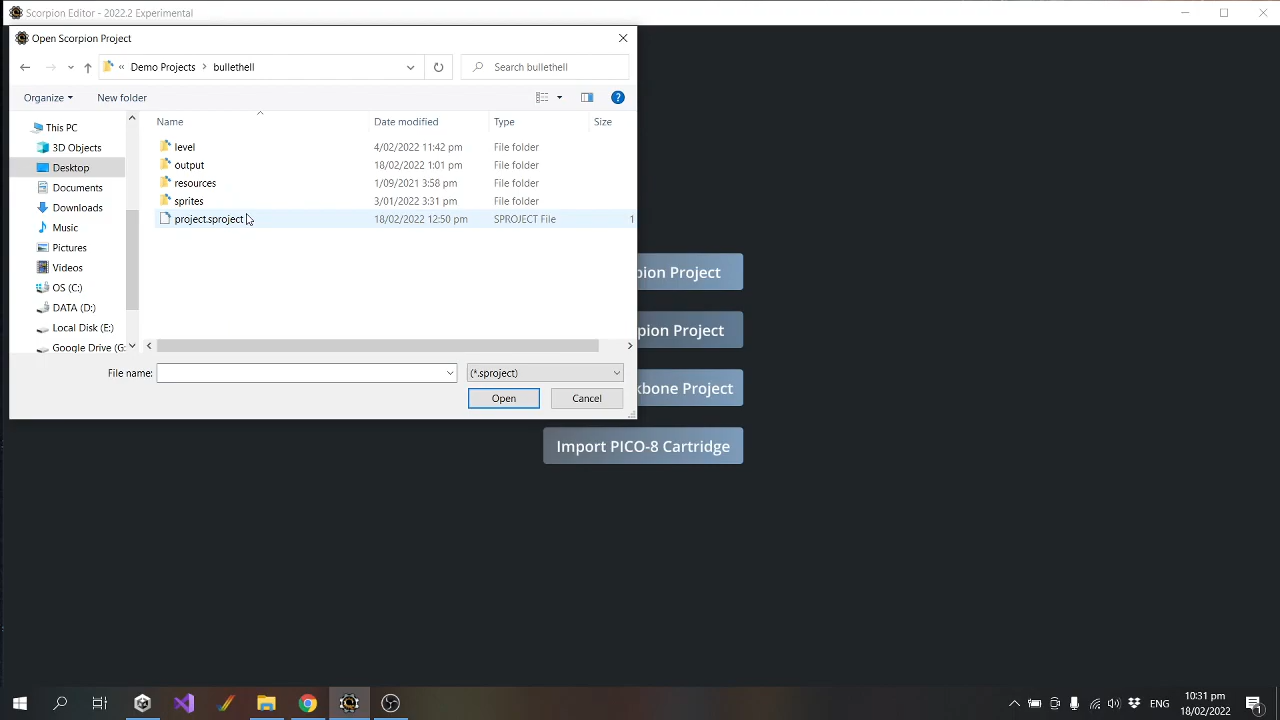 Scorpion Editor - 2022.2 Experimental
Open Scorpion Project
« Demo Projects > bullethell
Search bullethell
Organize
New folder
Name Date modified Type Size
This PC
3D Objects
Desktop
Documents
Downloads
Music
Pictures
Videos
OS (C:)
DATA (D:)
Local Disk (E:)
Google Drive (G:
level 4/02/2022 11:42 pm File folder
output 18/02/2022 1:01 pm File folder
resources 1/09/2021 3:58 pm File folder
sprites 3/01/2022 3:31 pm File folder
project.sproject 18/02/2022 12:50 pm SPROJECT File 1
File name:
(*.sproject)
Open
Cancel
pion Project
pion Project
kbone Project
Import PICO-8 Cartridge
ENG
10:31 pm
18/02/2022
1